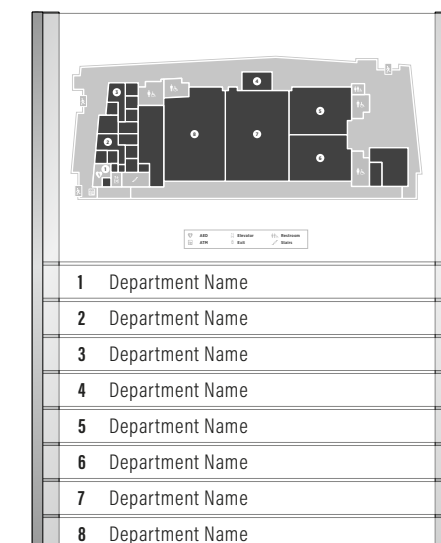 3
4
5
2
8
7
6
1
AED
Elevator
Restroom
ATM
Exit
Stairs
1 Department Name
2 Department Name
3 Department Name
4 Department Name
5 Department Name
6 Department Name
7 Department Name
8 Department Name